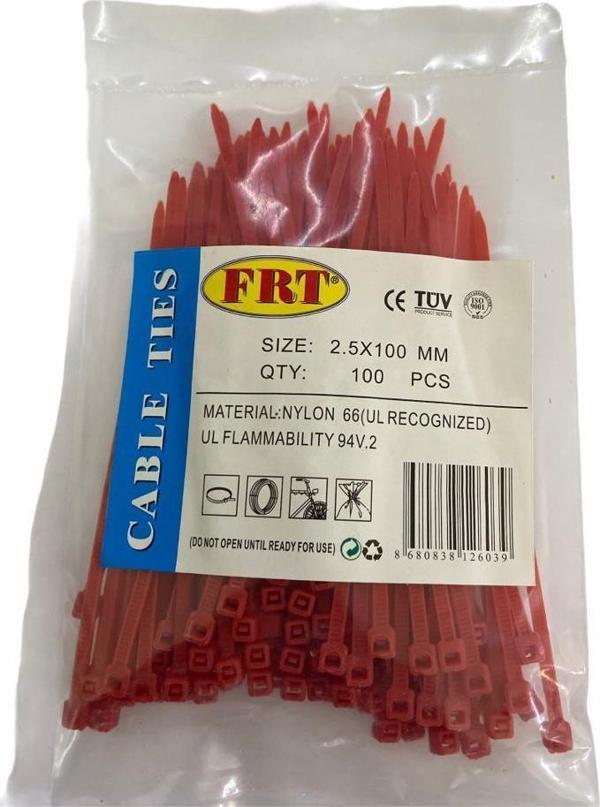 CABLE TIES
FRT®
CE TÜV
PRODUCT SERVICE
ISO
9001
SGS
SIZE: 2.5X100 MM
QTY: 100 PCS
MATERIAL:NYLON 66(UL RECOGNIZED)
UL FLAMMABILITY 94V.2
(DO NOT OPEN UNTIL READY FOR USE)
8 680838 126039